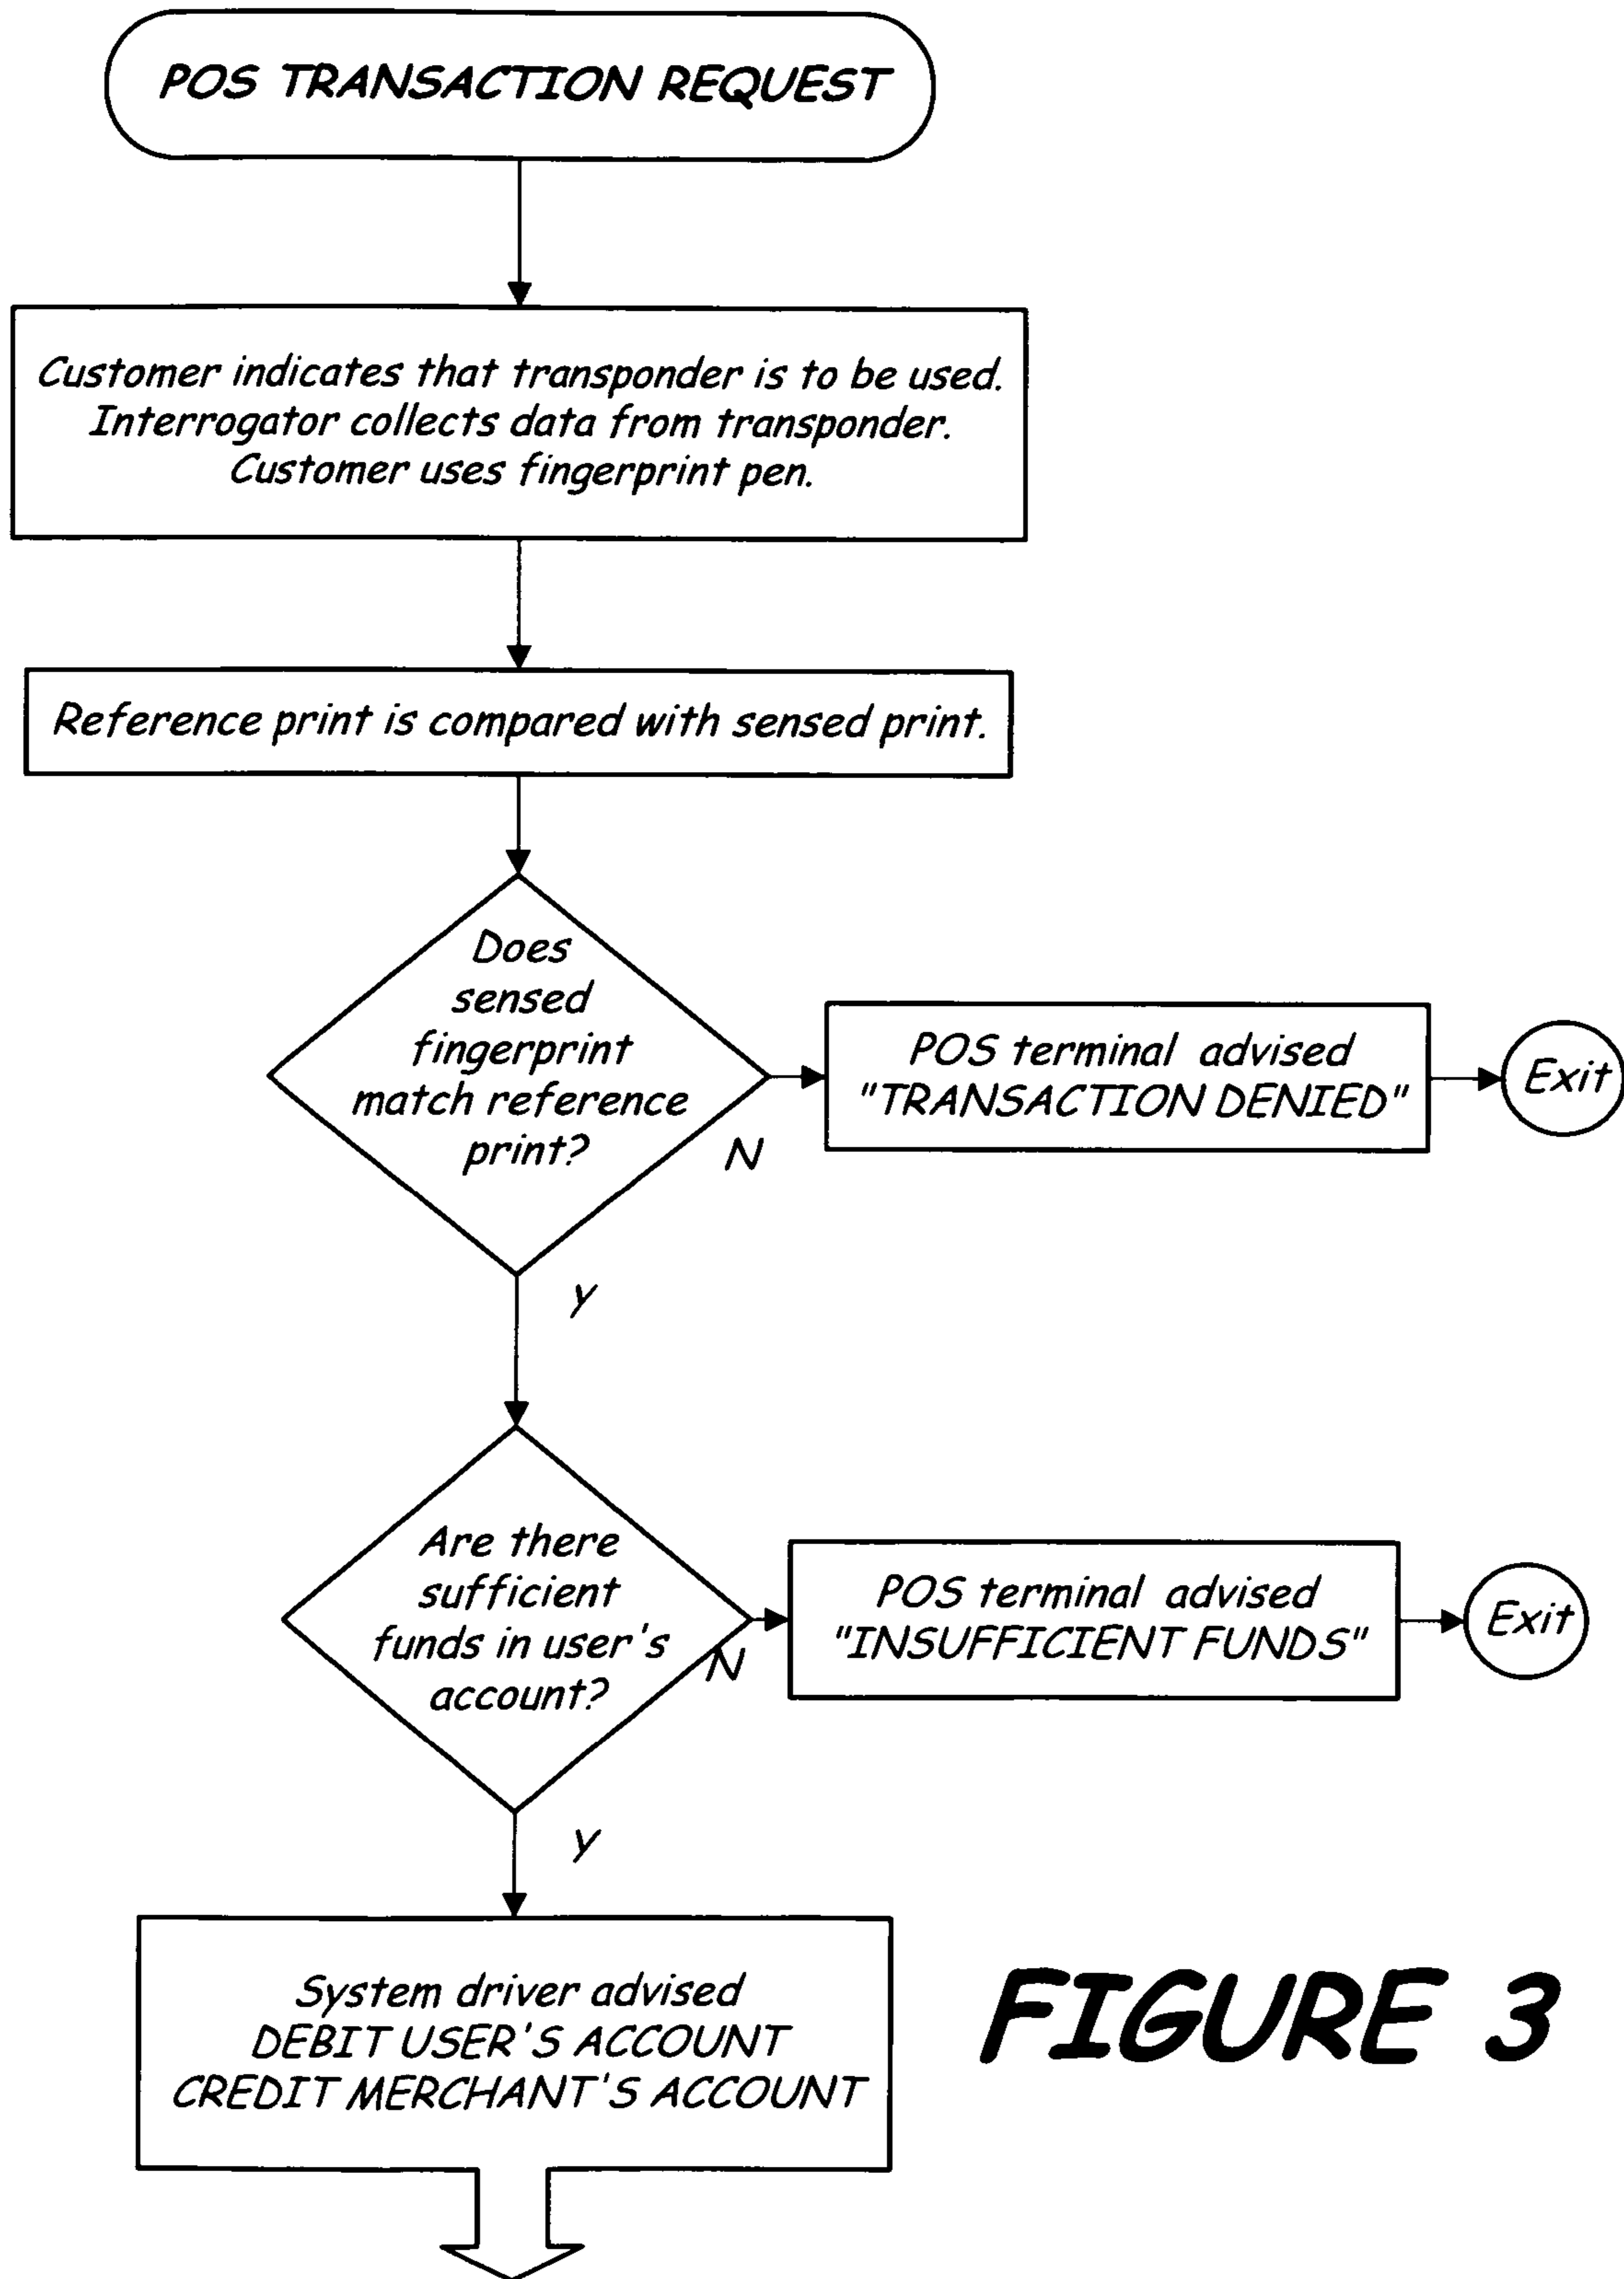 POS TRANSACTION REQUEST
Customer indicates that transponder is to be used.
Interrogator collects data from transponder.
Customer uses fingerprint pen.
Reference print is compared with sensed print.
Does
sensed
fingerprint
match reference
print?
N
POS terminal advised
"TRANSACTION DENIED"
Exit
Y
Are there
sufficient
funds in user's
account?
N
POS terminal advised
"INSUFFICIENT FUNDS"
Exit
Y
System driver advised
DEBIT USER'S ACCOUNT
CREDIT MERCHANT'S ACCOUNT
FIGURE 3